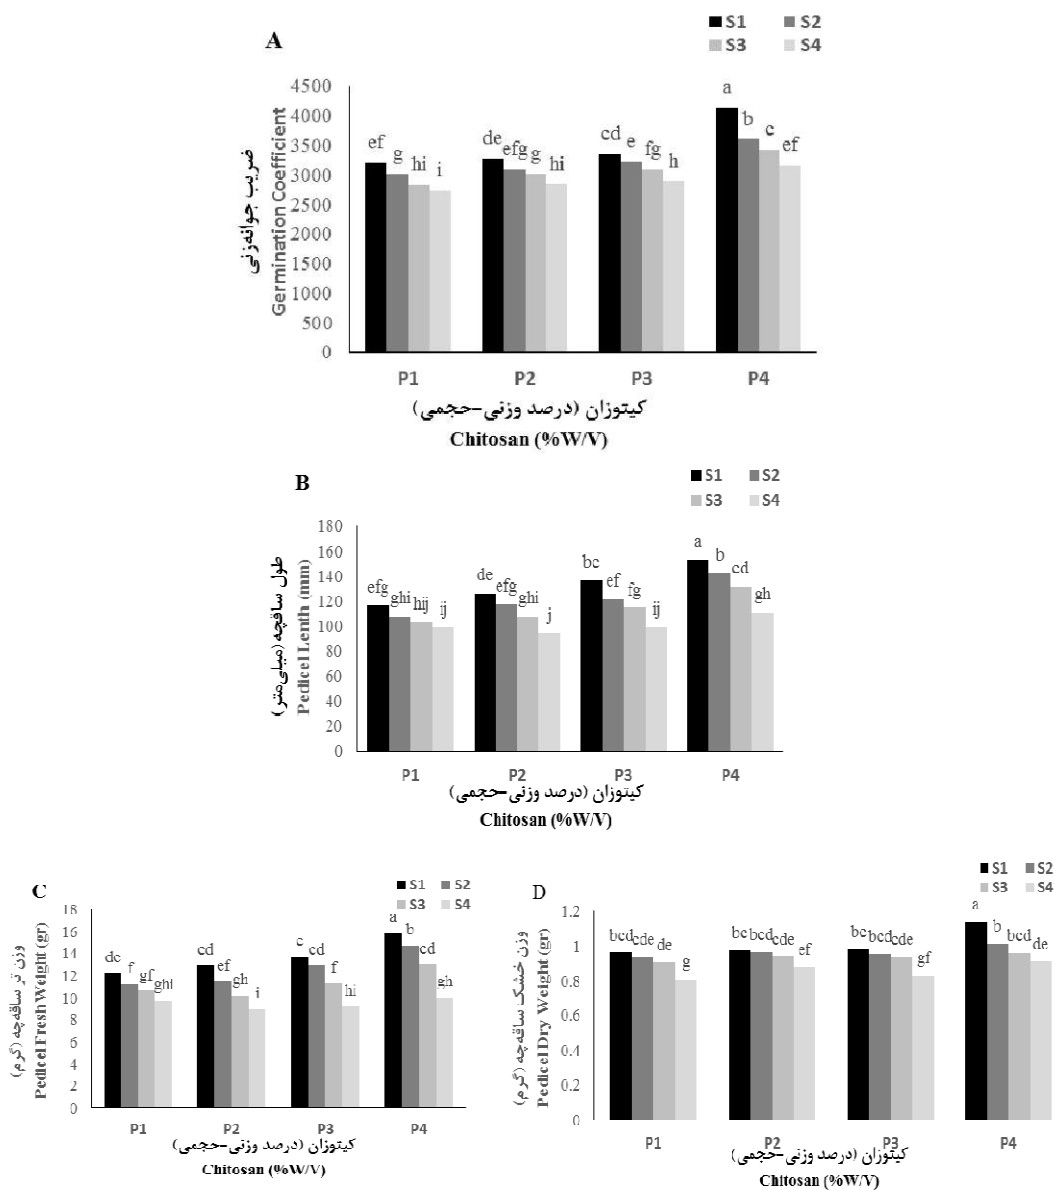 A
S1 S2
S3 S4
4500
4000
3500
3000
2500
2000
1500
1000
500
0
ضریب جوانه‌زنی
Germination Coefficient
ef g hi i
de efg g hi
cd e fg h
a b c ef
P1 P2 P3 P4
کیتوزان (درصد وزنی-حجمی)
Chitosan (%W/V)
B
S1 S2
S3 S4
180
160
140
120
100
80
60
40
20
0
طول ساقچه (میلی‌متر)
Pedicel Lenth (mm)
efg ghi hij ij
de efg ghi j
bc ef fg ij
a b cd gh
P1 P2 P3 P4
کیتوزان (درصد وزنی-حجمی)
Chitosan (%W/V)
C
S1 S2
S3 S4
18
16
14
12
10
8
6
4
2
0
وزن تر ساقه‌چه (گرم)
Pedicel Fresh Weight (gr)
de f gf ghi
cd ef gh i
c cd f hi
a b cd gh
P1 P2 P3 P4
کیتوزان (درصد وزنی-حجمی)
Chitosan (%W/V)
D
S1 S2
S3 S4
1.2
1
0.8
0.6
0.4
0.2
0
وزن خشک ساقه‌چه (گرم)
Pedicel Dry Weight (gr)
bcd cde de g
bc bcd cde ef
bc bcd cde gf
a b bcd de
P1 P2 P3 P4
کیتوزان (درصد وزنی-حجمی)
Chitosan (%W/V)